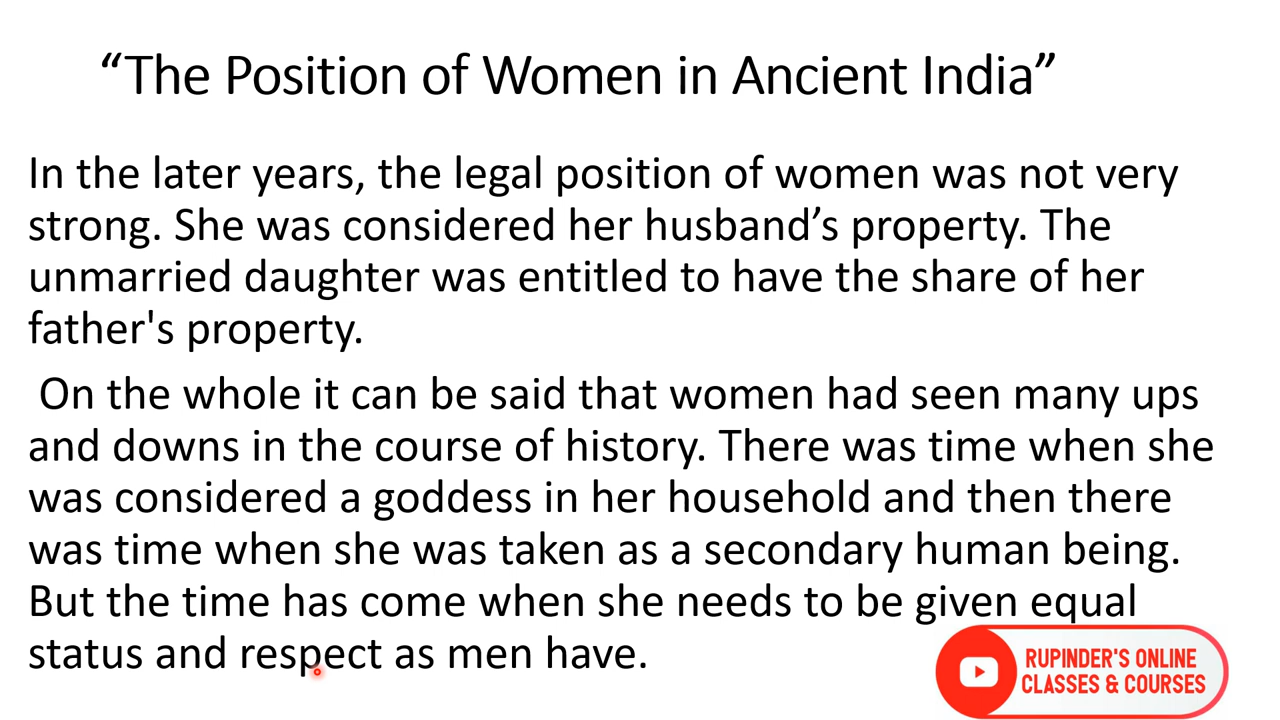 “The Position of Women in Ancient India”
In the later years, the legal position of women was not very
strong. She was considered her husband’s property. The
unmarried daughter was entitled to have the share of her
father's property.
On the whole it can be said that women had seen many ups
and downs in the course of history. There was time when she
was considered a goddess in her household and then there
was time when she was taken as a secondary human being.
But the time has come when she needs to be given equal
status and respect as men have.
RUPINDER'S ONLINE
CLASSES & COURSES